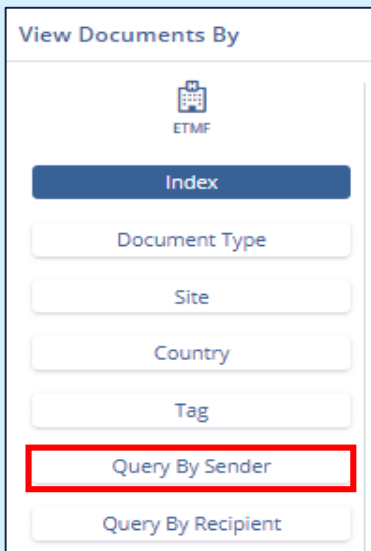 View Documents By
ETMF
Index
Document Type
Site
Country
Tag
Query By Sender
Query By Recipient